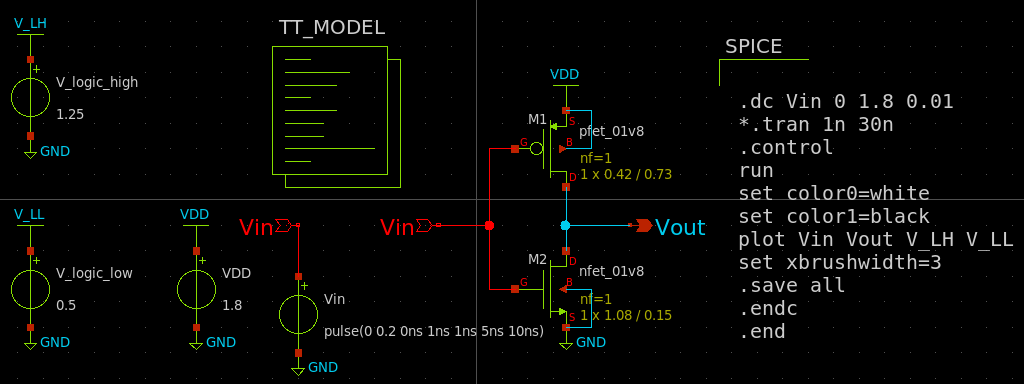 V_LH
+
V_logic_high
1.25
GND
TT_MODEL
SPICE
.dc Vin 0 1.8 0.01
*.tran 1n 30n
.control
run
set color0=white
set color1=black
plot Vin Vout V_LH V_LL
set xbrushwidth=3
.save all
.endc
.end
VDD
M1
S
pfet_01v8
G
B
nf=1
1 x 0.42 / 0.73
D
V_LL
+
V_logic_low
0.5
GND
VDD
+
VDD
1.8
GND
Vin
+
Vin
pulse(0 0.2 0ns 1ns 1ns 5ns 10ns)
GND
Vin
Vout
M2
D
nfet_01v8
G
B
nf=1
1 x 1.08 / 0.15
S
GND